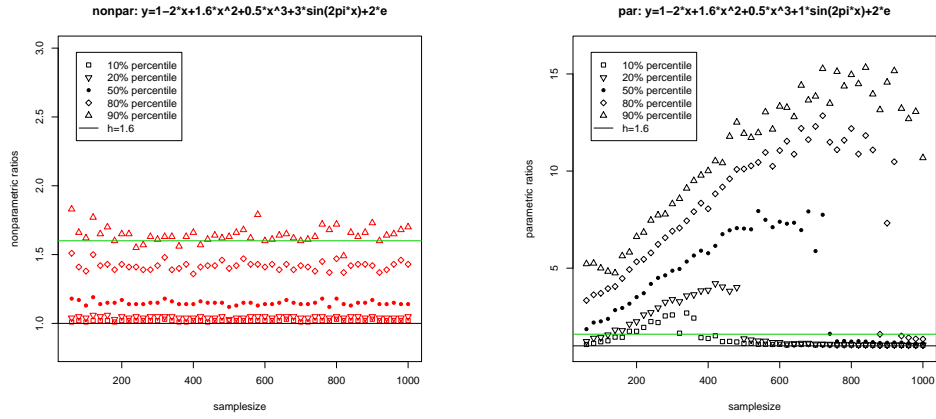 nonpar: y=1−2*x+1.6*x^2+0.5*x^3+3*sin(2pi*x)+2*e
3.0
2.5
2.0
1.5
1.0
nonparametric ratios
10% percentile
20% percentile
50% percentile
80% percentile
90% percentile
h=1.6
200
400
600
800
1000
samplesize
par: y=1−2*x+1.6*x^2+0.5*x^3+1*sin(2pi*x)+2*e
15
10
5
parametric ratios
10% percentile
20% percentile
50% percentile
80% percentile
90% percentile
h=1.6
200
400
600
800
1000
samplesize